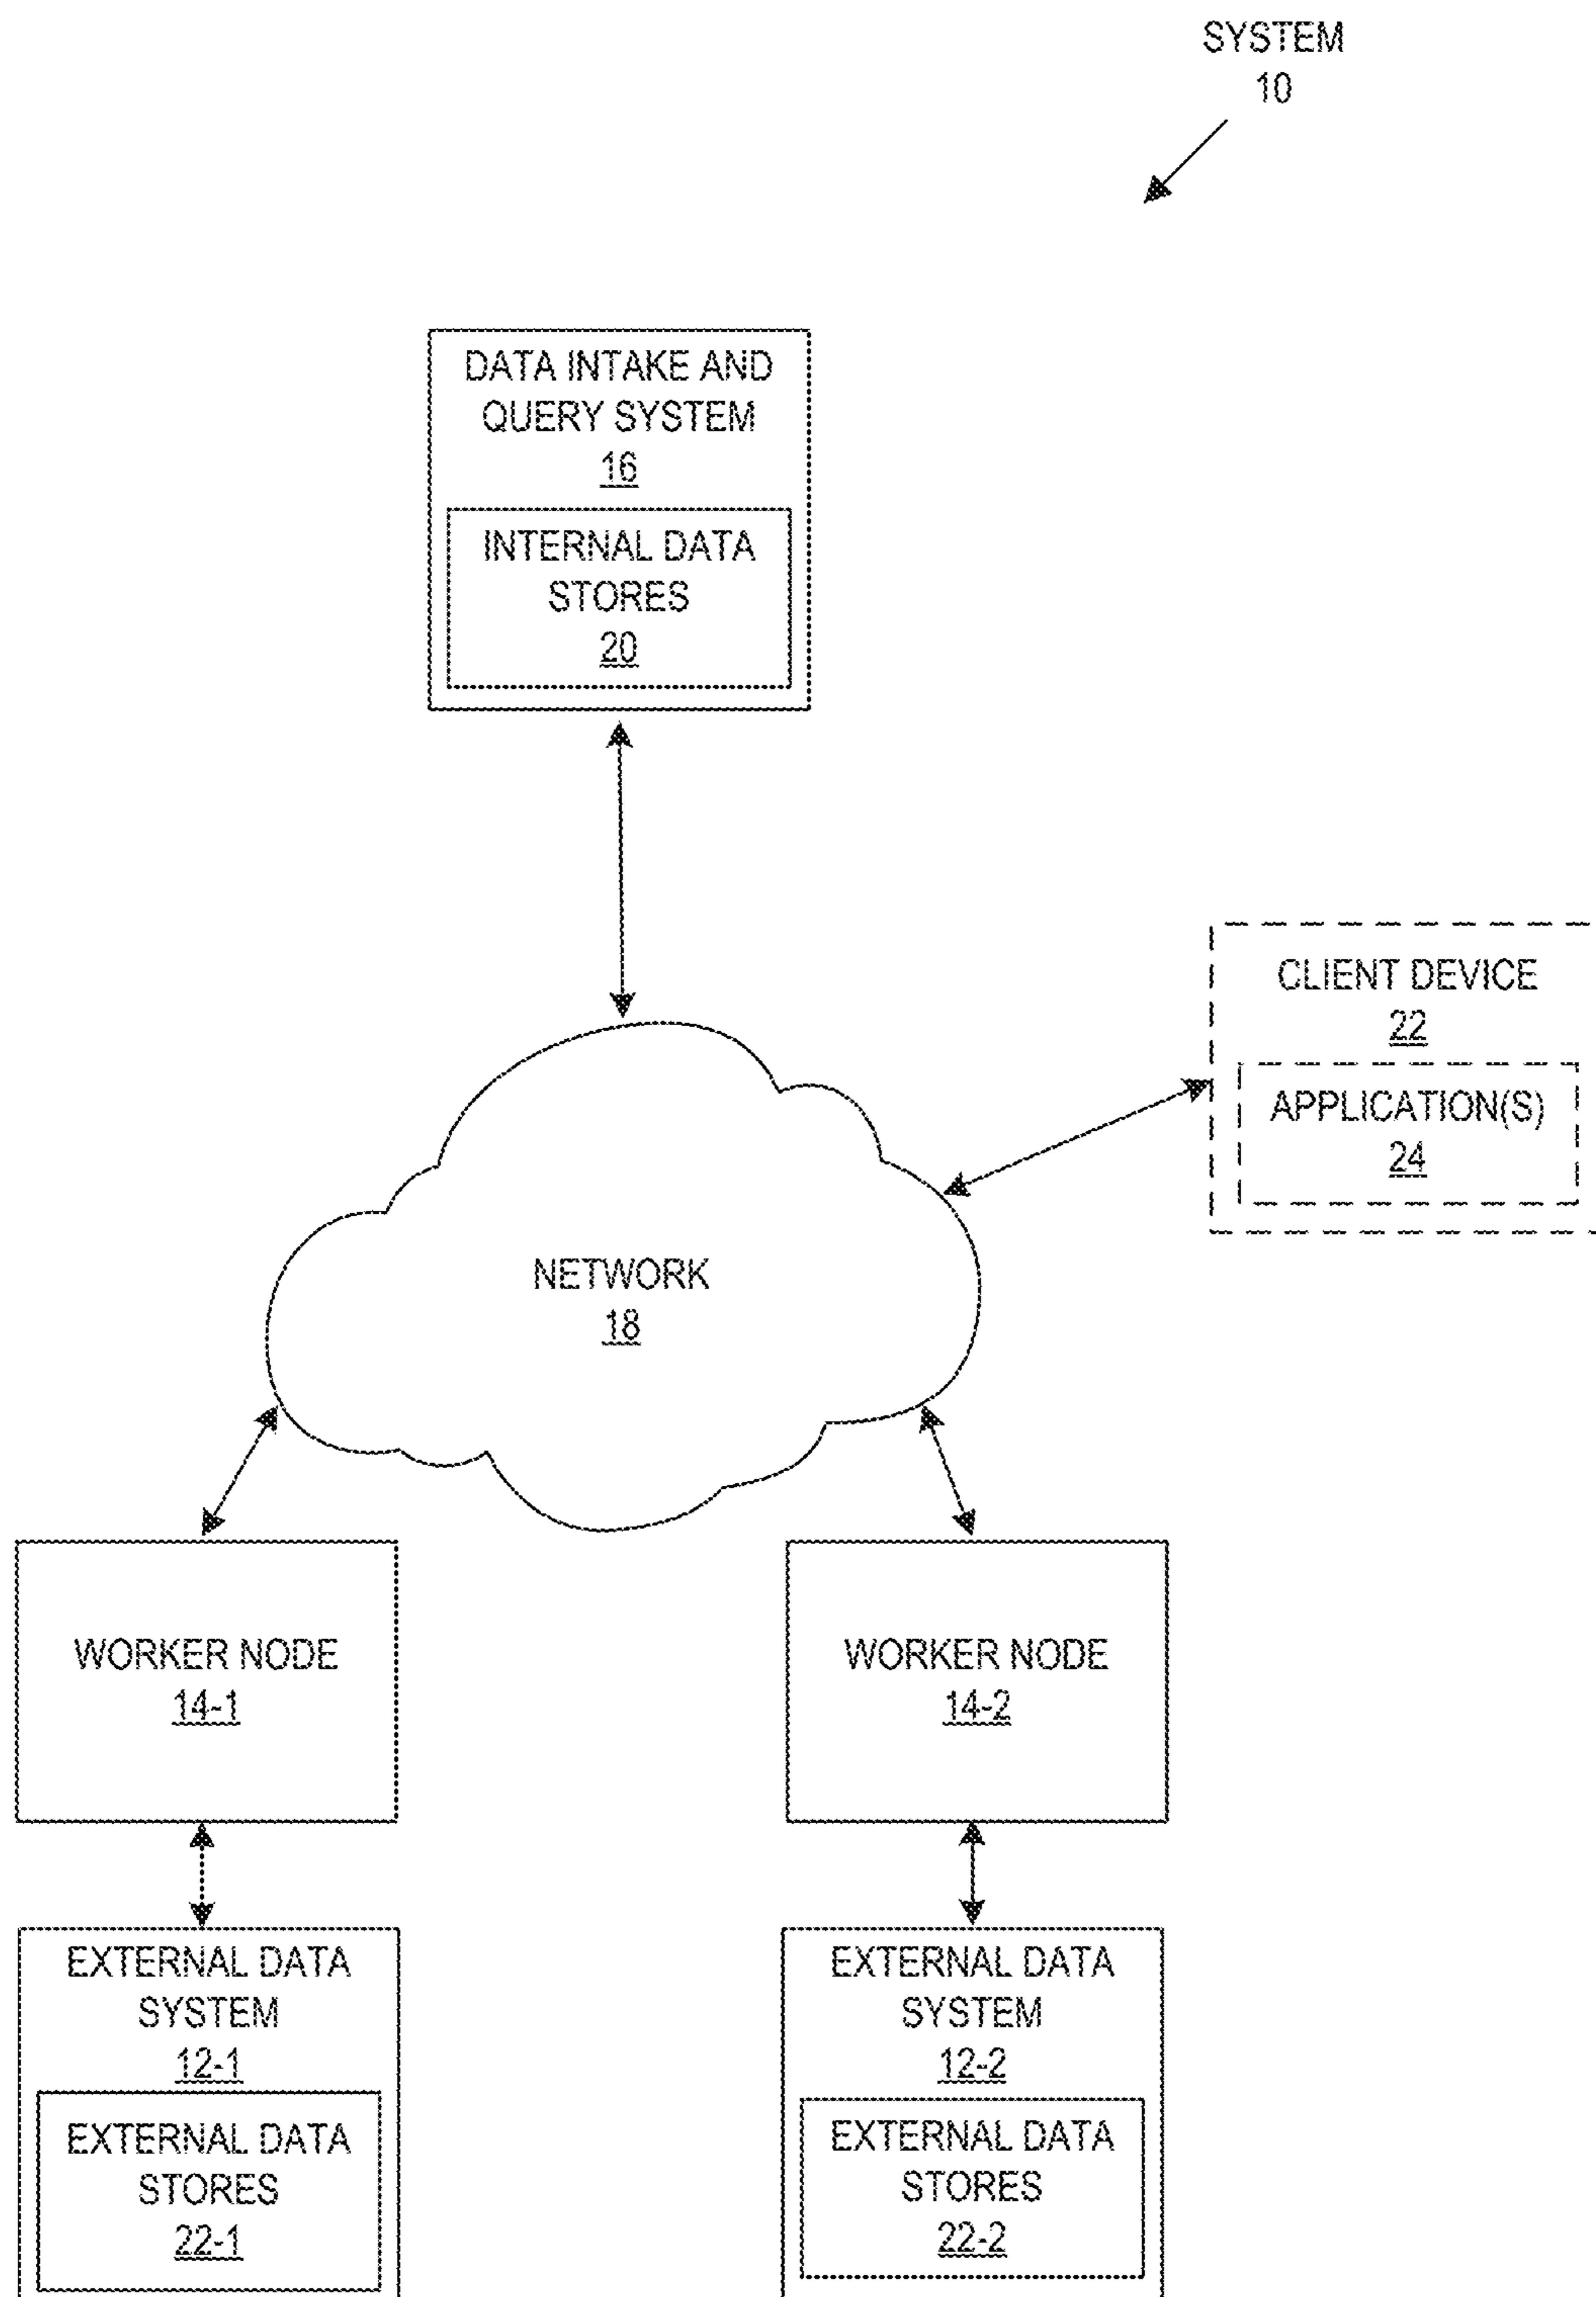 SYSTEM
10
DATA INTAKE AND
QUERY SYSTEM
16
INTERNAL DATA
STORES
20
CLIENT DEVICE
22
APPLICATION(S)
24
NETWORK
18
WORKER NODE
14-1
WORKER NODE
14-2
EXTERNAL DATA
SYSTEM
12-1
EXTERNAL DATA
STORES
22-1
EXTERNAL DATA
SYSTEM
12-2
EXTERNAL DATA
STORES
22-2